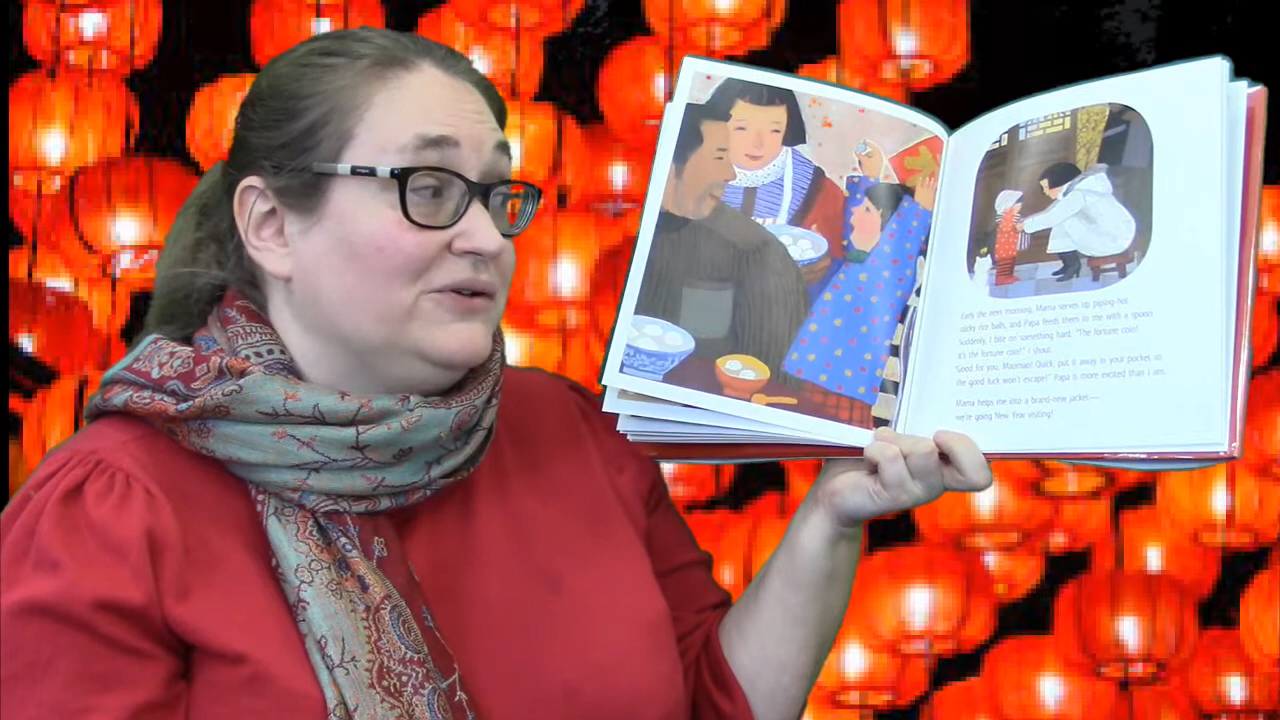 Early the next morning, Mama serves up piping-hot
sticky rice balls, and Papa feeds them to me with a spoon.
Suddenly, I bite on something hard. "The fortune coin!
It's the fortune coin!" I shout.
"Good for you, Maomao! Quick, put it away in your pocket so
the good luck won't escape!" Papa is more excited than I am.
Mama helps me into a brand-new jacket—
we're going New Year visiting!